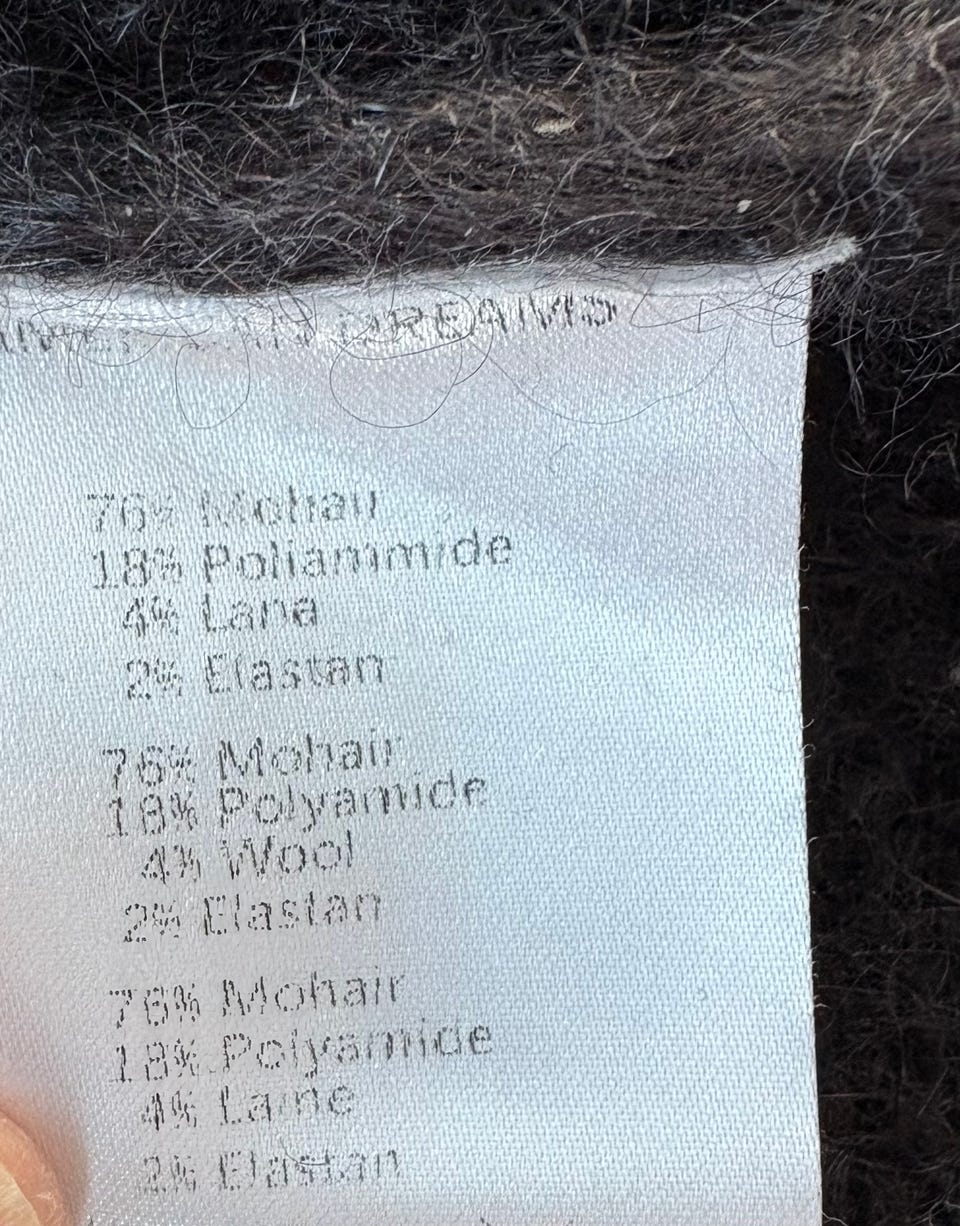 DREAMS
76% Mohair
18% Poliammide
4% Lana
2% Elastan
76% Mohair
18% Polyamide
4% Wool
2% Elastan
76% Mohair
18% Polyamide
4% Laine
2% Elastan